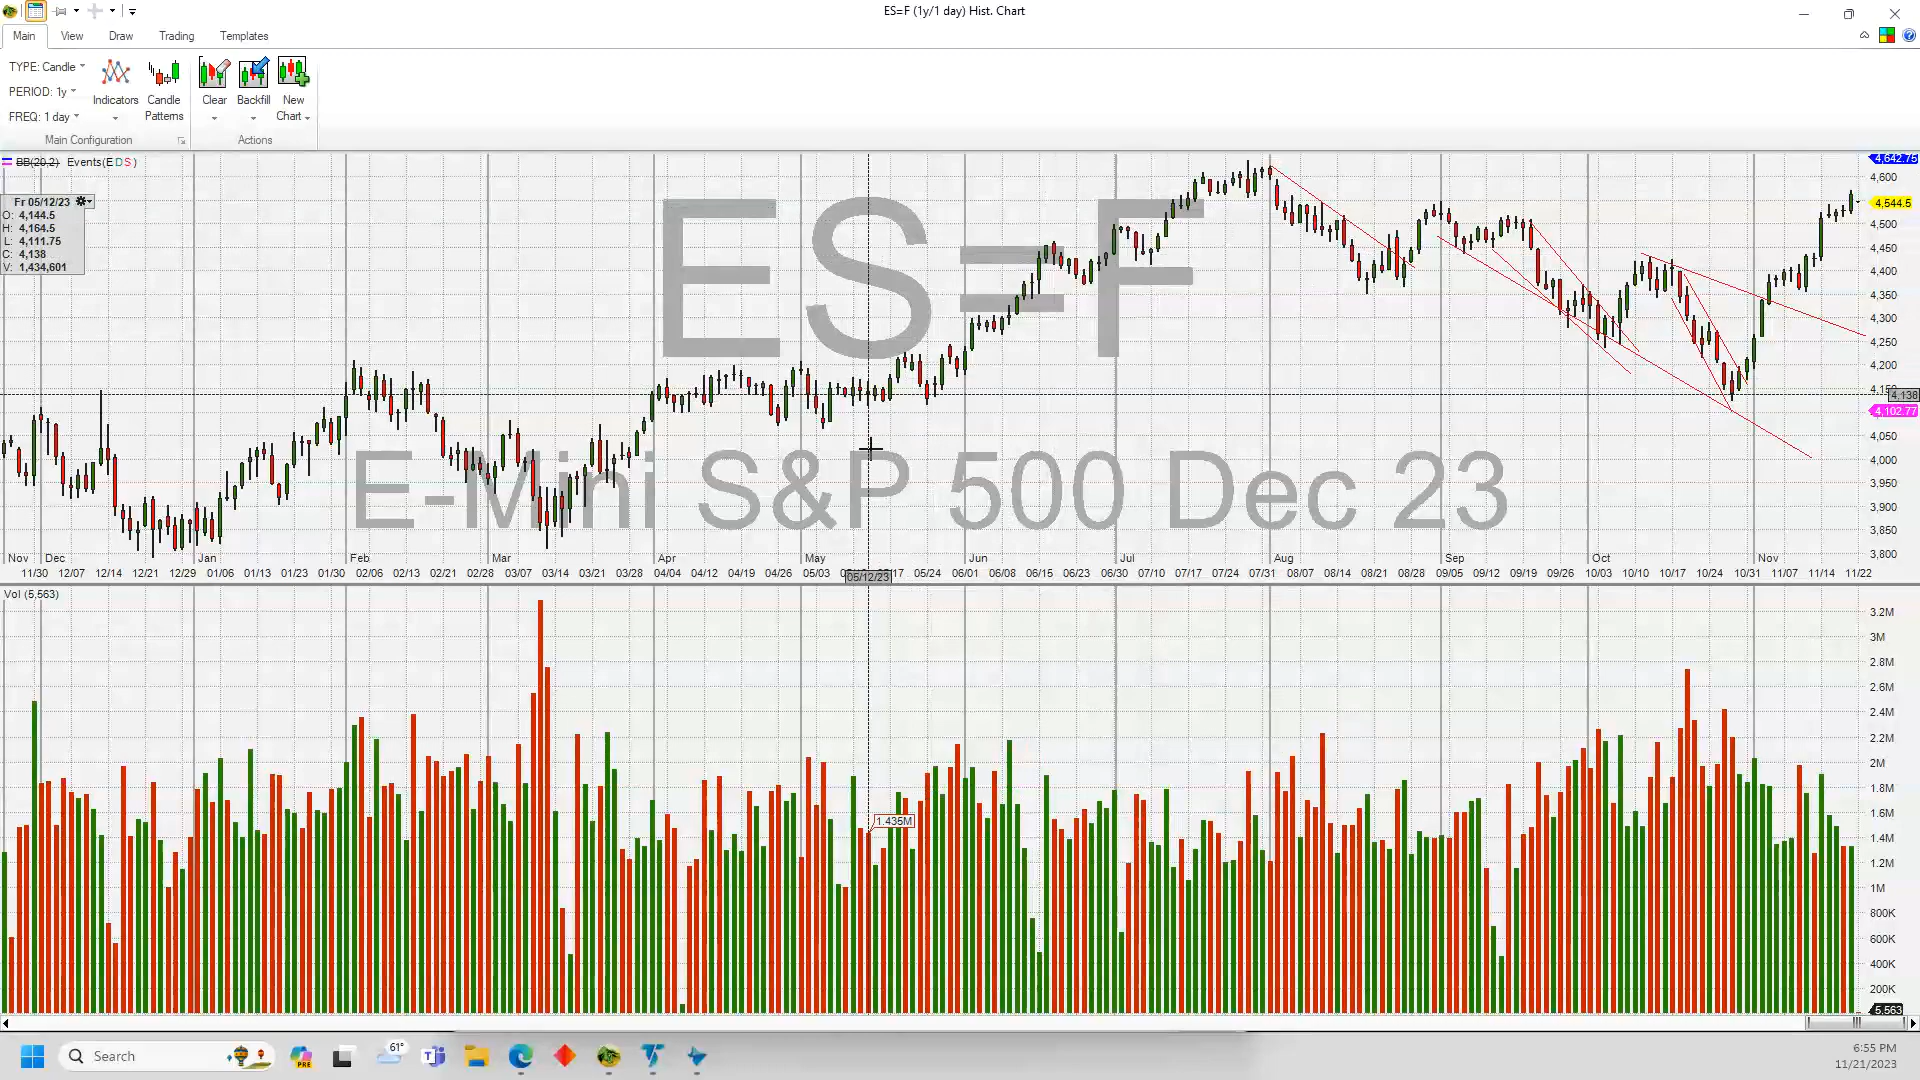 ES=F (1y/1 day) Hist. Chart
Main View Draw Trading Templates
TYPE: Candle
PERIOD: 1y
FREQ: 1 day
Indicators
Candle Patterns
Clear
Backfill
New Chart
Main Configuration
Actions
BB(20,2) Events(EDS)
Fr 05/12/23
O: 4,144.5
H: 4,164.5
L: 4,111.75
C: 4,138
V: 1,434,601
ES=F
E-Mini S&P 500 Dec 23
4,642.75
4,600
4,544.5
4,500
4,450
4,400
4,350
4,300
4,250
4,200
4,150
4,138
4,102.77
4,050
4,000
3,950
3,900
3,850
3,800
Nov Dec Jan Feb Mar Apr May Jun Jul Aug Sep Oct Nov
11/30 12/07 12/14 12/21 12/29 01/06 01/13 01/23 01/30 02/06 02/13 02/21 02/28 03/07 03/14 03/21 03/28 04/04 04/12 04/19 04/26 05/03 05/12/23 17 05/24 06/01 06/08 06/15 06/23 06/30 07/10 07/17 07/24 07/31 08/07 08/14 08/21 08/28 09/05 09/12 09/19 09/26 10/03 10/10 10/17 10/24 10/31 11/07 11/14 11/22
Vol (5,563)
3.2M
3M
2.8M
2.6M
2.4M
2.2M
2M
1.8M
1.6M
1.4M
1.2M
1M
800K
600K
400K
200K
5,563
1.435M
Search
PRE
61°
6:55 PM
11/21/2023